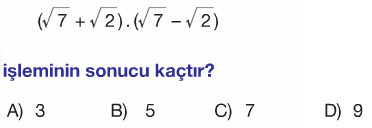 (√7 + √2).(√7 − √2)
işleminin sonucu kaçtır?
A) 3 B) 5 C) 7 D) 9